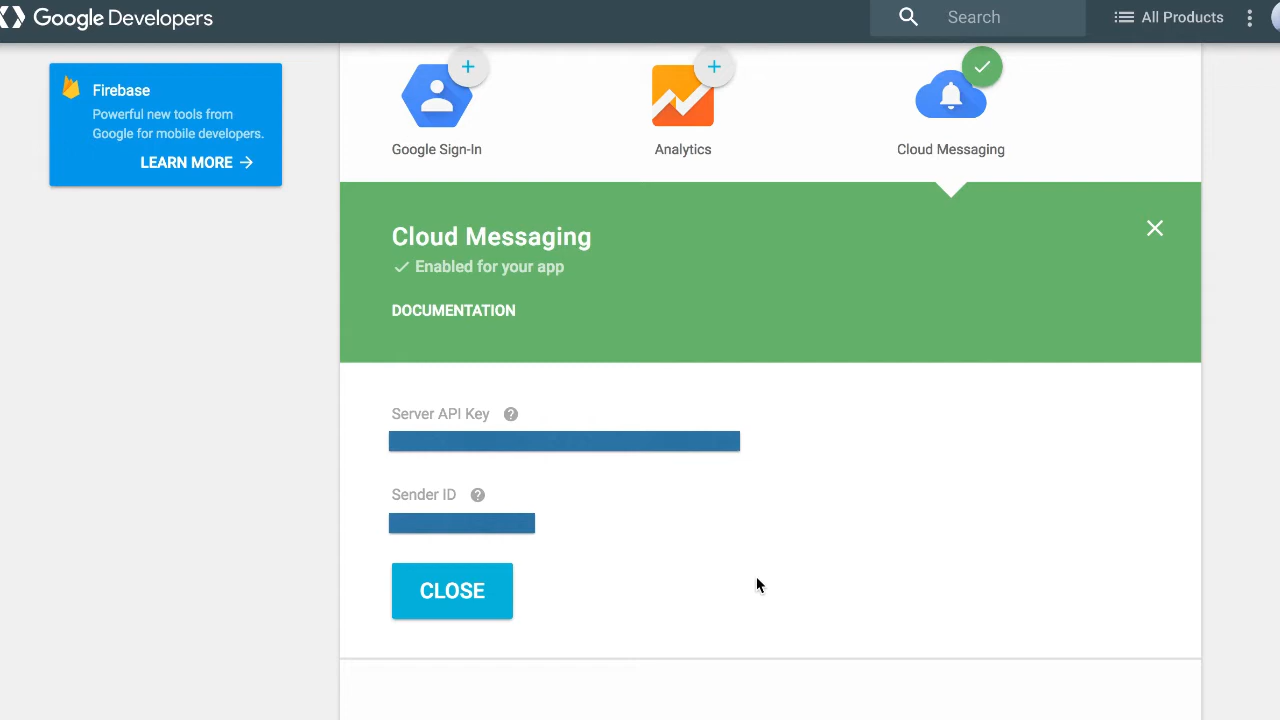 Google Developers
Search
All Products
Firebase
Powerful new tools from
Google for mobile developers.
LEARN MORE →
Google Sign-In
Analytics
Cloud Messaging
Cloud Messaging
✓ Enabled for your app
DOCUMENTATION
Server API Key ?
Sender ID ?
CLOSE